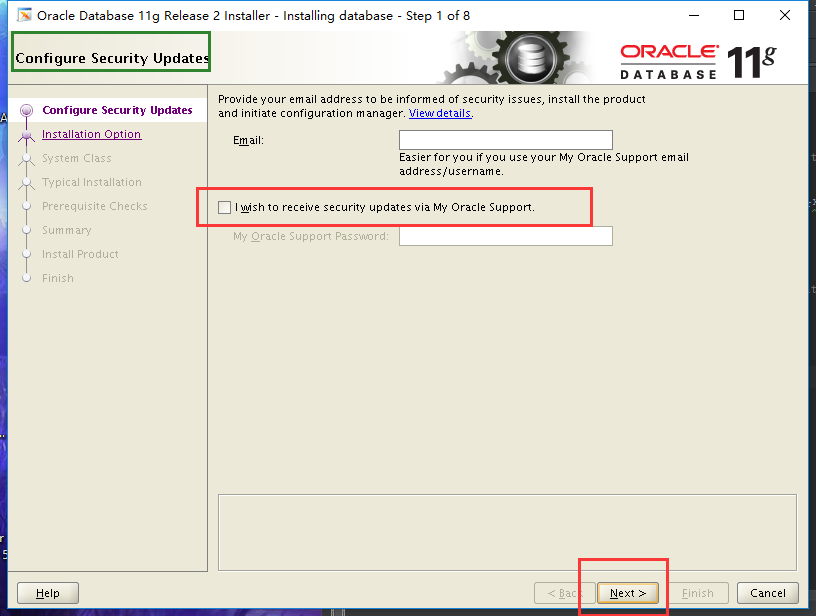 Oracle Database 11g Release 2 Installer - Installing database - Step 1 of 8
Configure Security Updates
ORACLE
DATABASE
11g
Configure Security Updates
Installation Option
System Class
Typical Installation
Prerequisite Checks
Summary
Install Product
Finish
Provide your email address to be informed of security issues, install the product
and initiate configuration manager. View details.
Email:
Easier for you if you use your My Oracle Support email
address/username.
I wish to receive security updates via My Oracle Support.
My Oracle Support Password:
Help
< Back
Next >
Finish
Cancel